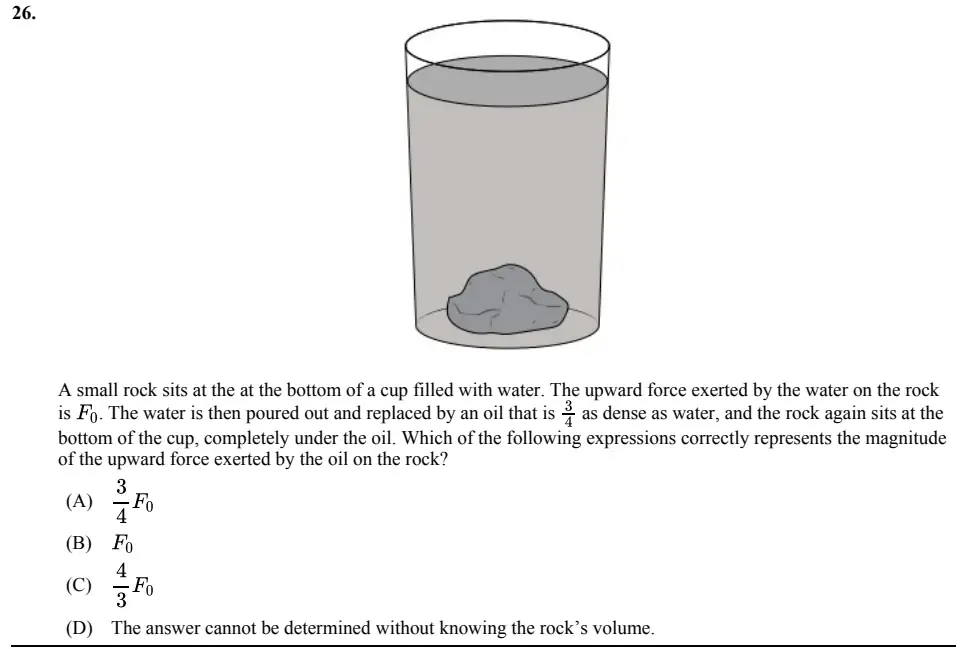 26.
A small rock sits at the at the bottom of a cup filled with water. The upward force exerted by the water on the rock
is F₀. The water is then poured out and replaced by an oil that is 3/4 as dense as water, and the rock again sits at the
bottom of the cup, completely under the oil. Which of the following expressions correctly represents the magnitude
of the upward force exerted by the oil on the rock?
(A) 3/4 F₀
(B) F₀
(C) 4/3 F₀
(D) The answer cannot be determined without knowing the rock’s volume.